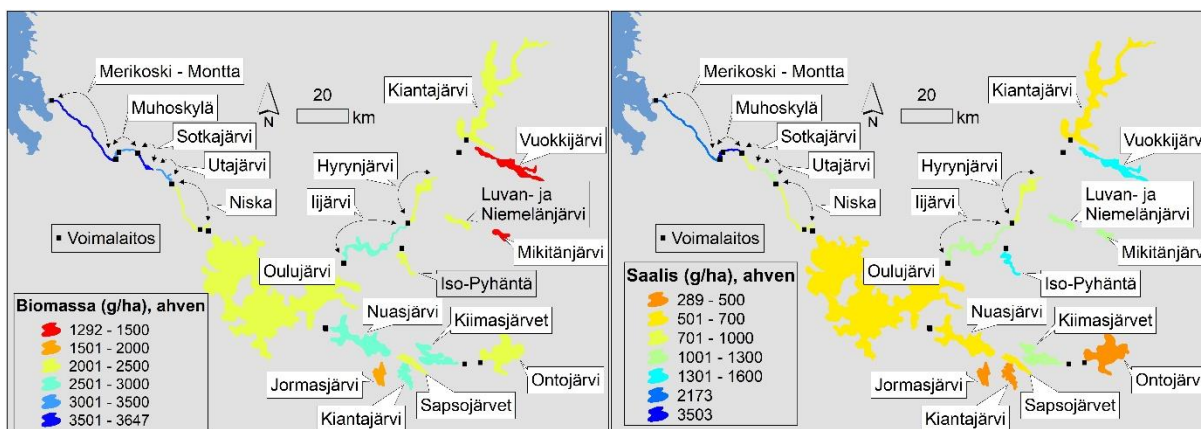 Merikoski - Montta
Muhoskylä
Sotkajärvi
Utajärvi
Niska
N
20
km
Kiantajärvi
Vuokkijärvi
Hyrynjärvi
Iijärvi
Luvan- ja
Niemelänjärvi
Mikitänjärvi
Voimalaitos
Oulujärvi
Iso-Pyhäntä
Nuasjärvi
Kiimasjärvet
Jormasjärvi
Kiantajärvi
Sapsojärvet
Ontojärvi
Biomassa (g/ha), ahven
1292 - 1500
1501 - 2000
2001 - 2500
2501 - 3000
3001 - 3500
3501 - 3647
Merikoski - Montta
Muhoskylä
Sotkajärvi
Utajärvi
Niska
N
20
km
Kiantajärvi
Vuokkijärvi
Hyrynjärvi
Iijärvi
Luvan- ja
Niemelänjärvi
Mikitänjärvi
Voimalaitos
Oulujärvi
Iso-Pyhäntä
Nuasjärvi
Kiimasjärvet
Jormasjärvi
Kiantajärvi
Sapsojärvet
Ontojärvi
Saalis (g/ha), ahven
289 - 500
501 - 700
701 - 1000
1001 - 1300
1301 - 1600
2173
3503